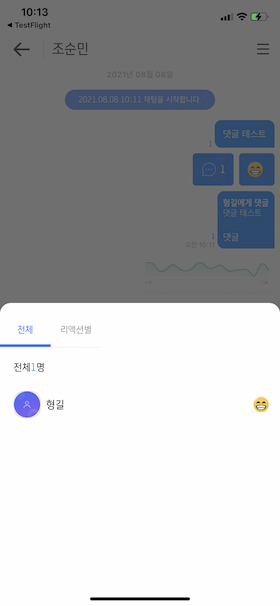 10:13
◀ TestFlight
조순민
2021년 08월 08일
2021.08.08 10:11 채팅을 시작합니다
댓글 테스트
1
1
형길에게 댓글
댓글 테스트
댓글
1
오전 10:11
전체
리액션별
전체1명
형길